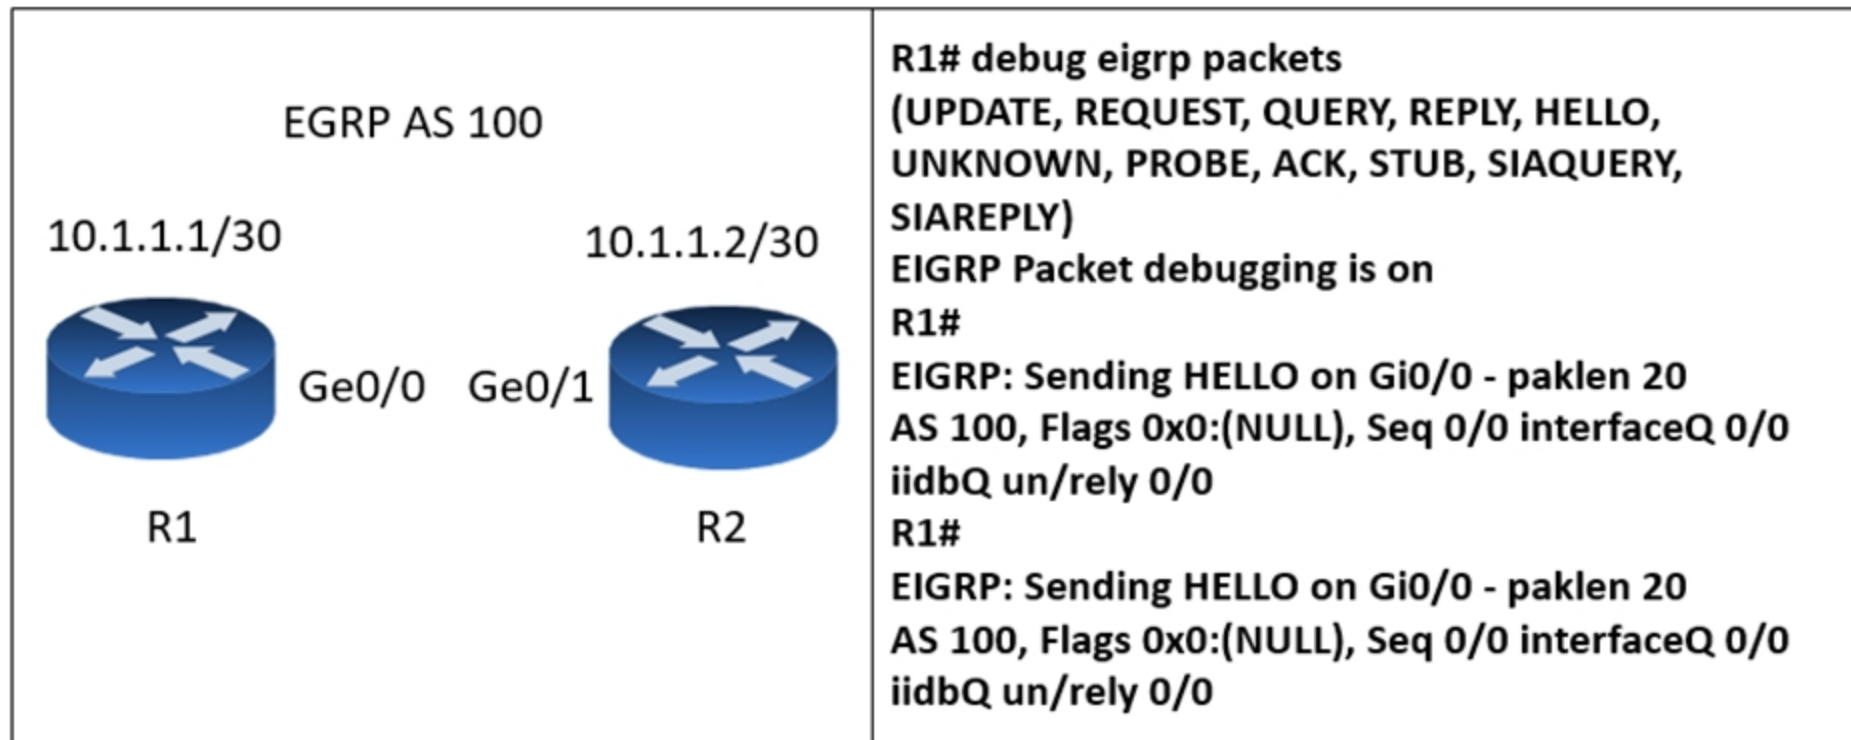 EGRP AS 100
10.1.1.1/30
10.1.1.2/30
Ge0/0
Ge0/1
R1
R2
R1# debug eigrp packets
(UPDATE, REQUEST, QUERY, REPLY, HELLO,
UNKNOWN, PROBE, ACK, STUB, SIAQUERY,
SIAREPLY)
EIGRP Packet debugging is on
R1#
EIGRP: Sending HELLO on Gi0/0 - paklen 20
AS 100, Flags 0x0:(NULL), Seq 0/0 interfaceQ 0/0
iidbQ un/rely 0/0
R1#
EIGRP: Sending HELLO on Gi0/0 - paklen 20
AS 100, Flags 0x0:(NULL), Seq 0/0 interfaceQ 0/0
iidbQ un/rely 0/0